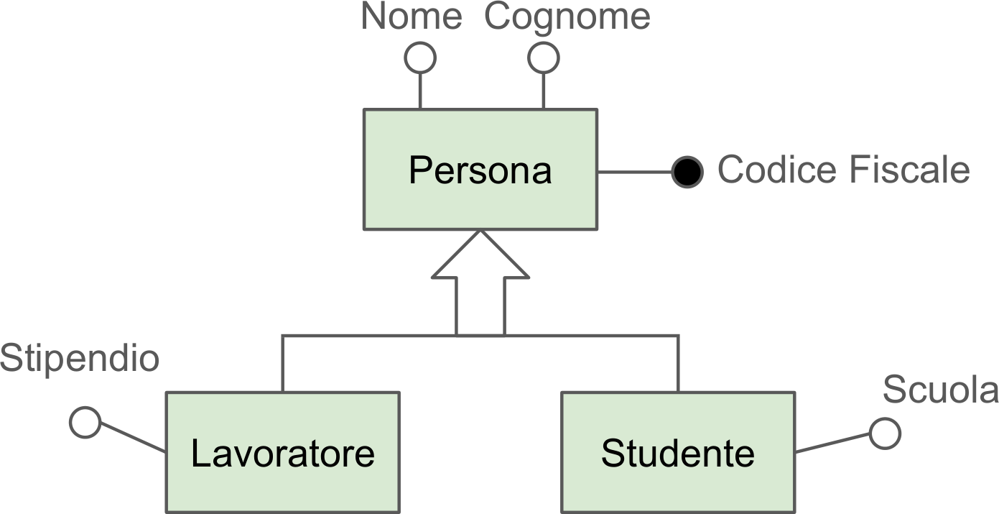 Nome Cognome
Persona
Codice Fiscale
Stipendio
Scuola
Lavoratore
Studente